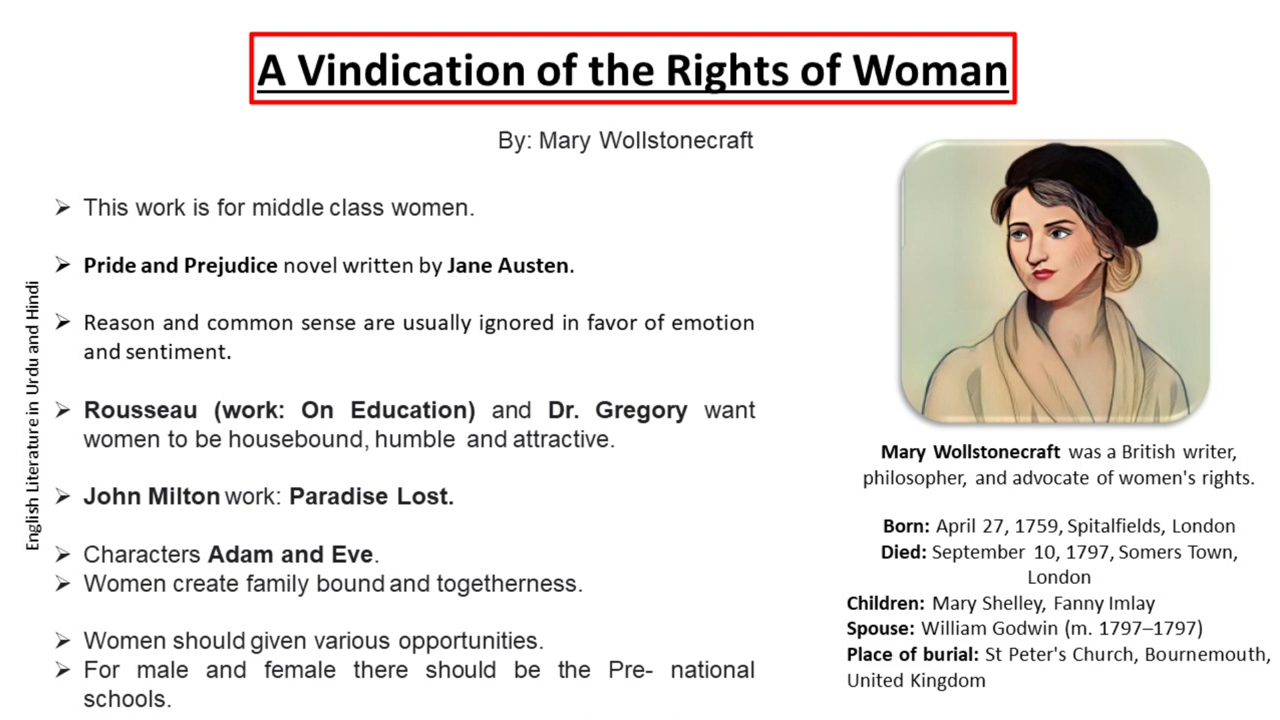 A Vindication of the Rights of Woman
By: Mary Wollstonecraft
➢ This work is for middle class women.
➢ Pride and Prejudice novel written by Jane Austen.
➢ Reason and common sense are usually ignored in favor of emotion
and sentiment.
➢ Rousseau (work: On Education) and Dr. Gregory want
women to be housebound, humble and attractive.
➢ John Milton work: Paradise Lost.
➢ Characters Adam and Eve.
➢ Women create family bound and togetherness.
➢ Women should given various opportunities.
➢ For male and female there should be the Pre- national
schools.
English Literature in Urdu and Hindi
Mary Wollstonecraft was a British writer,
philosopher, and advocate of women's rights.
Born: April 27, 1759, Spitalfields, London
Died: September 10, 1797, Somers Town,
London
Children: Mary Shelley, Fanny Imlay
Spouse: William Godwin (m. 1797–1797)
Place of burial: St Peter's Church, Bournemouth,
United Kingdom